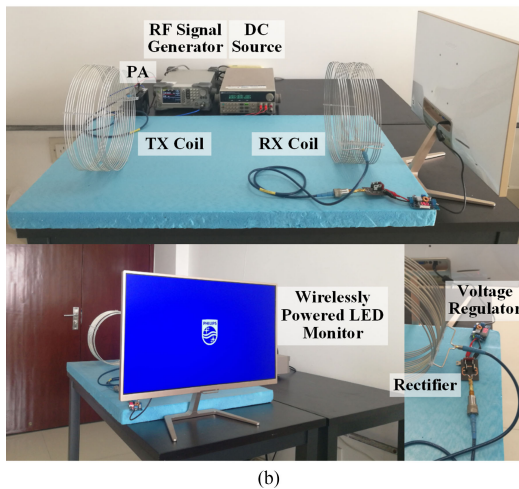 RF Signal
Generator
DC
Source
PA
TX Coil
RX Coil
Wirelessly
Powered LED
Monitor
Voltage
Regulator
Rectifier
PHILIPS
(b)